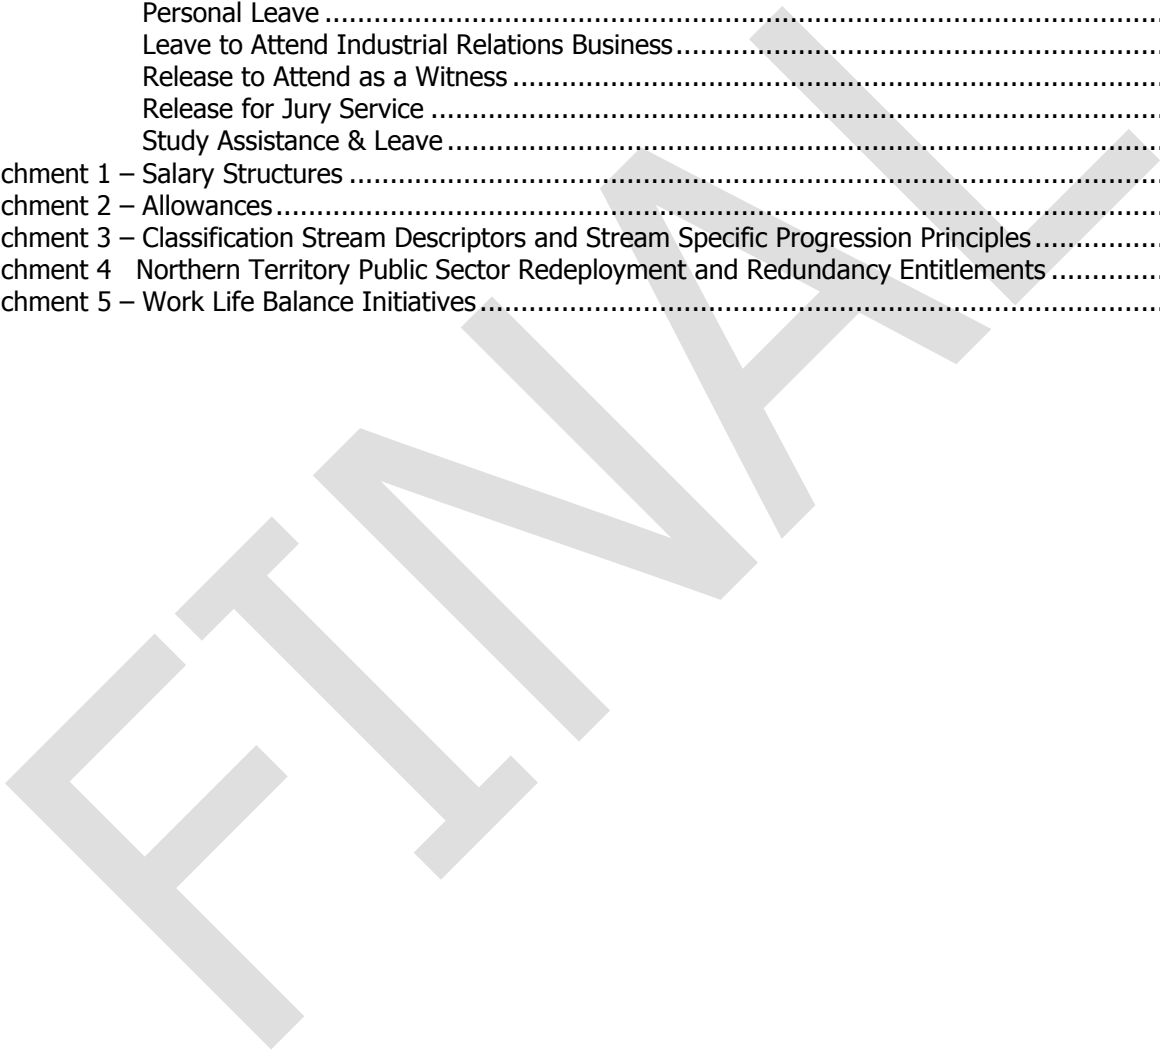 Personal Leave ....................................................................................................
Leave to Attend Industrial Relations Business ............................................................
Release to Attend as a Witness ..................................................................................
Release for Jury Service ............................................................................................
Study Assistance & Leave ..........................................................................................
chment 1 – Salary Structures ....................................................................................................
chment 2 – Allowances ..............................................................................................................
chment 3 – Classification Stream Descriptors and Stream Specific Progression Principles ................
chment 4 Northern Territory Public Sector Redeployment and Redundancy Entitlements ..............
chment 5 – Work Life Balance Initiatives ....................................................................................
FINAL